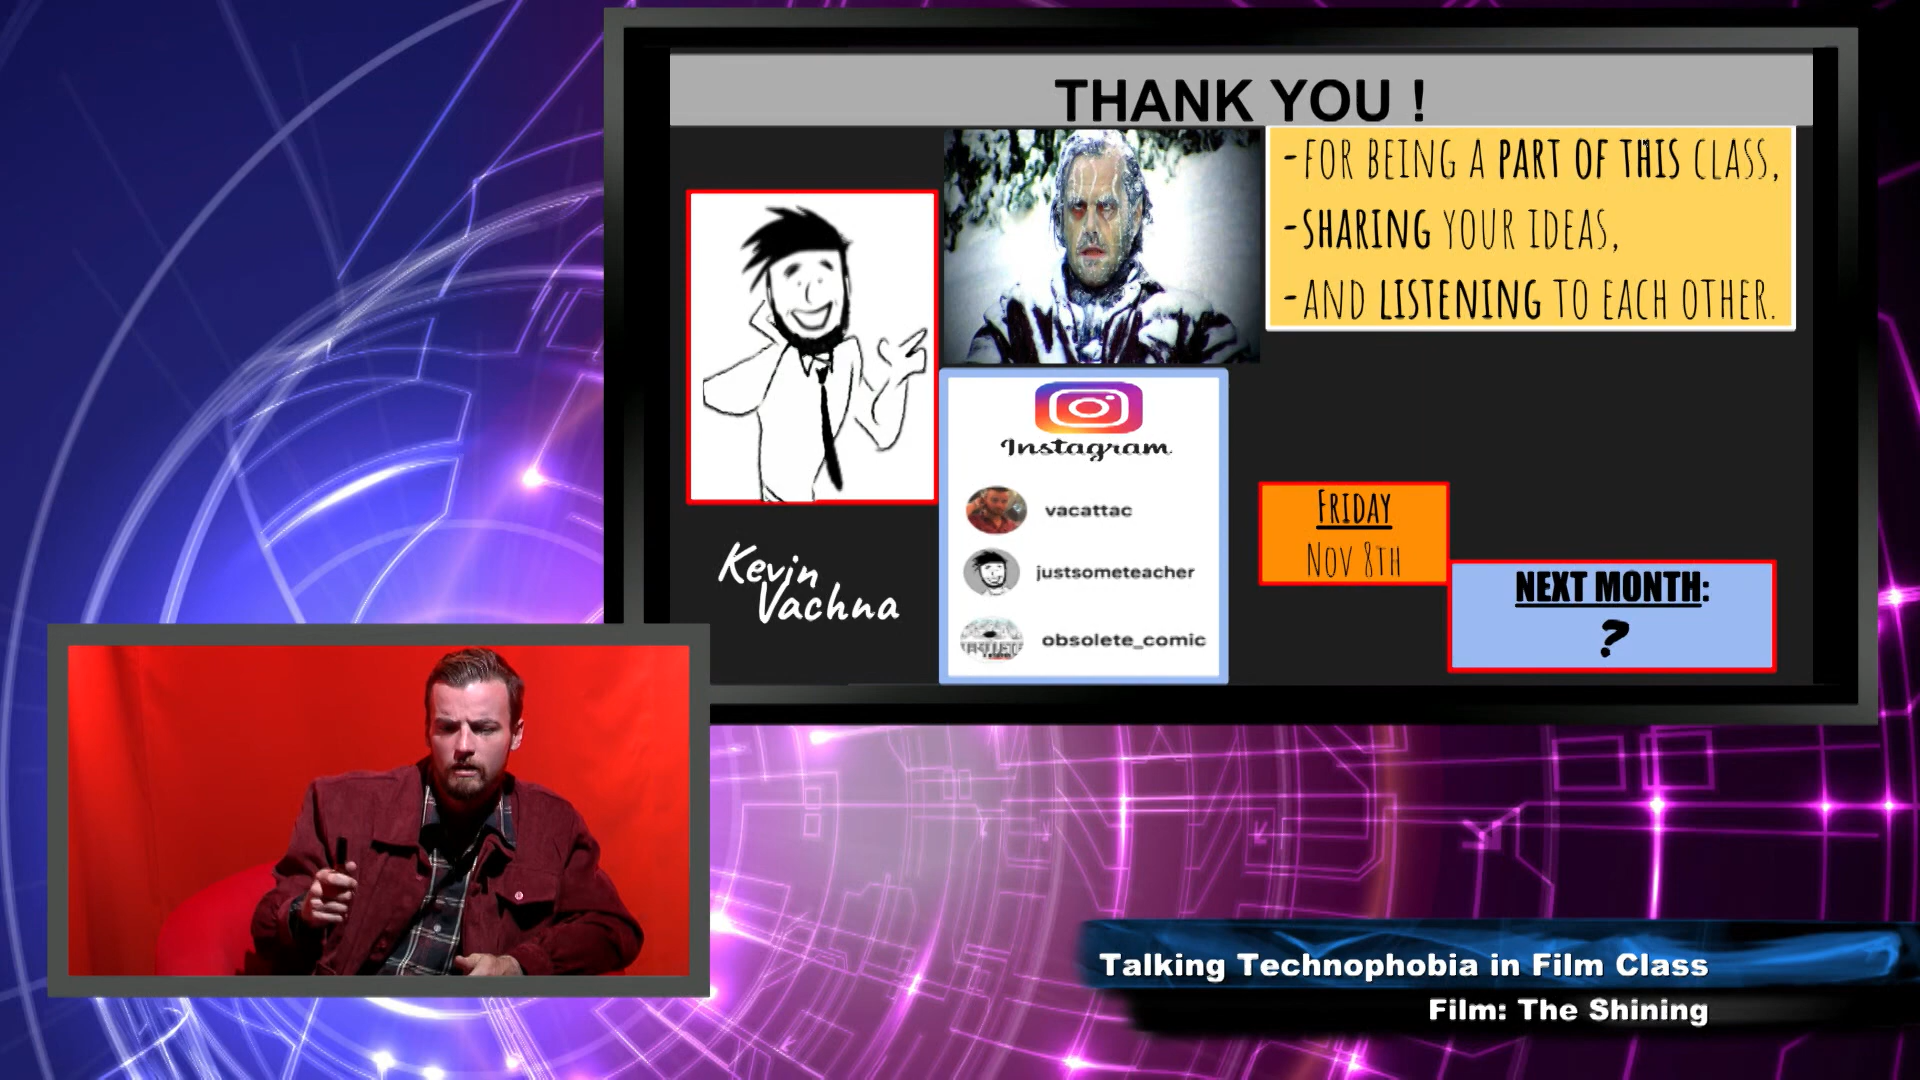 THANK YOU !
-FOR BEING A PART OF THIS CLASS,
-SHARING YOUR IDEAS,
-AND LISTENING TO EACH OTHER.
Instagram
vacattac
justsometeacher
obsolete_comic
Kevin
Vachna
FRIDAY
NOV 8TH
NEXT MONTH:
?
Talking Technophobia in Film Class
Film: The Shining